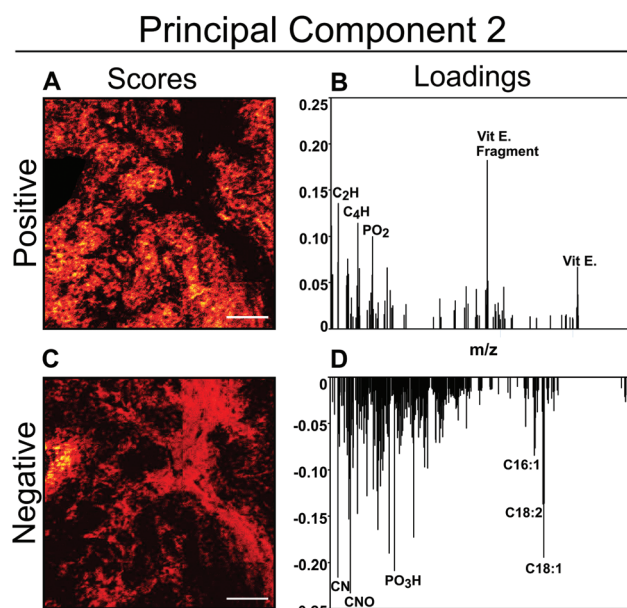 Principal Component 2
A Scores
B Loadings
Positive
0.25
0.20
0.15
0.10
0.05
0
C₂H
C₄H
PO₂
Vit E.
Fragment
Vit E.
m/z
C
D
Negative
0
-0.05
-0.10
-0.15
-0.20
CN
CNO
PO₃H
C16:1
C18:2
C18:1